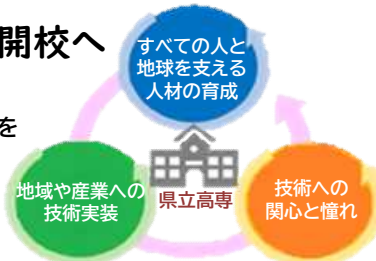 開校へ
を
すべての人と
地球を支える
人材の育成
県立高専
地域や産業への
技術実装
技術への
関心と憧れ